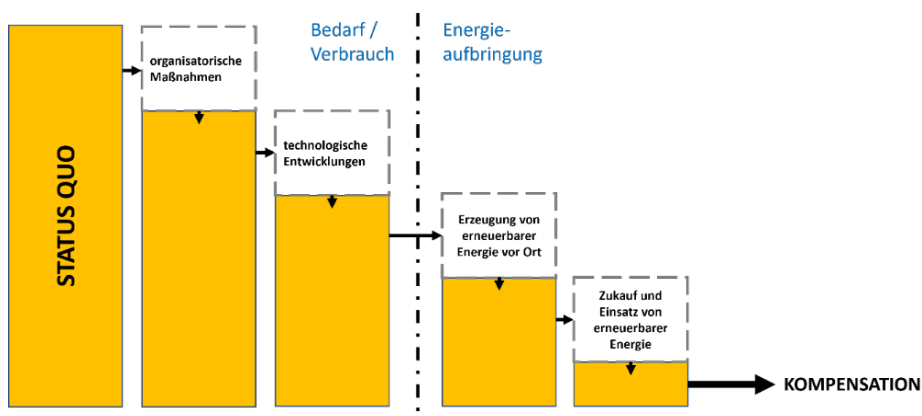 Bedarf /
Verbrauch
Energie-
aufbringung
STATUS QUO
organisatorische
Maßnahmen
technologische
Entwicklungen
Erzeugung von
erneuerbarer
Energie vor Ort
Zukauf und
Einsatz von
erneuerbarer
Energie
KOMPENSATION